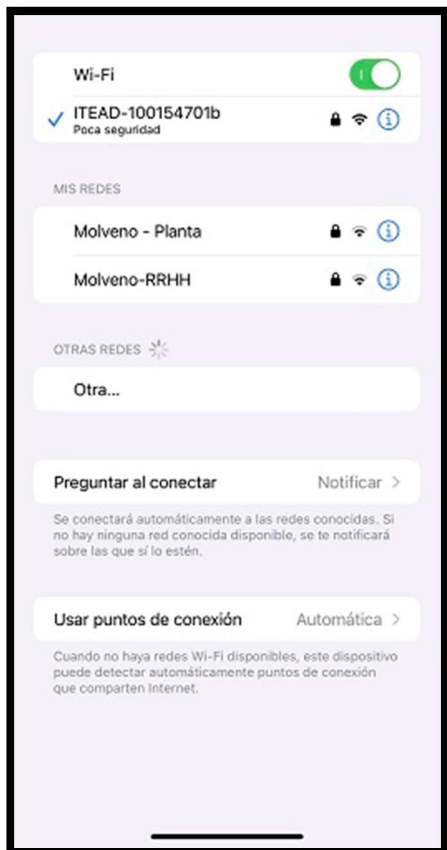 Wi-Fi
ITEAD-100154701b
Poca seguridad
MIS REDES
Molveno - Planta
Molveno-RRHH
OTRAS REDES
Otra...
Preguntar al conectar Notificar
Se conectará automáticamente a las redes conocidas. Si
no hay ninguna red conocida disponible, se te notificará
sobre las que sí lo estén.
Usar puntos de conexión Automática
Cuando no haya redes Wi-Fi disponibles, este dispositivo
puede detectar automáticamente puntos de conexión
que comparten Internet.